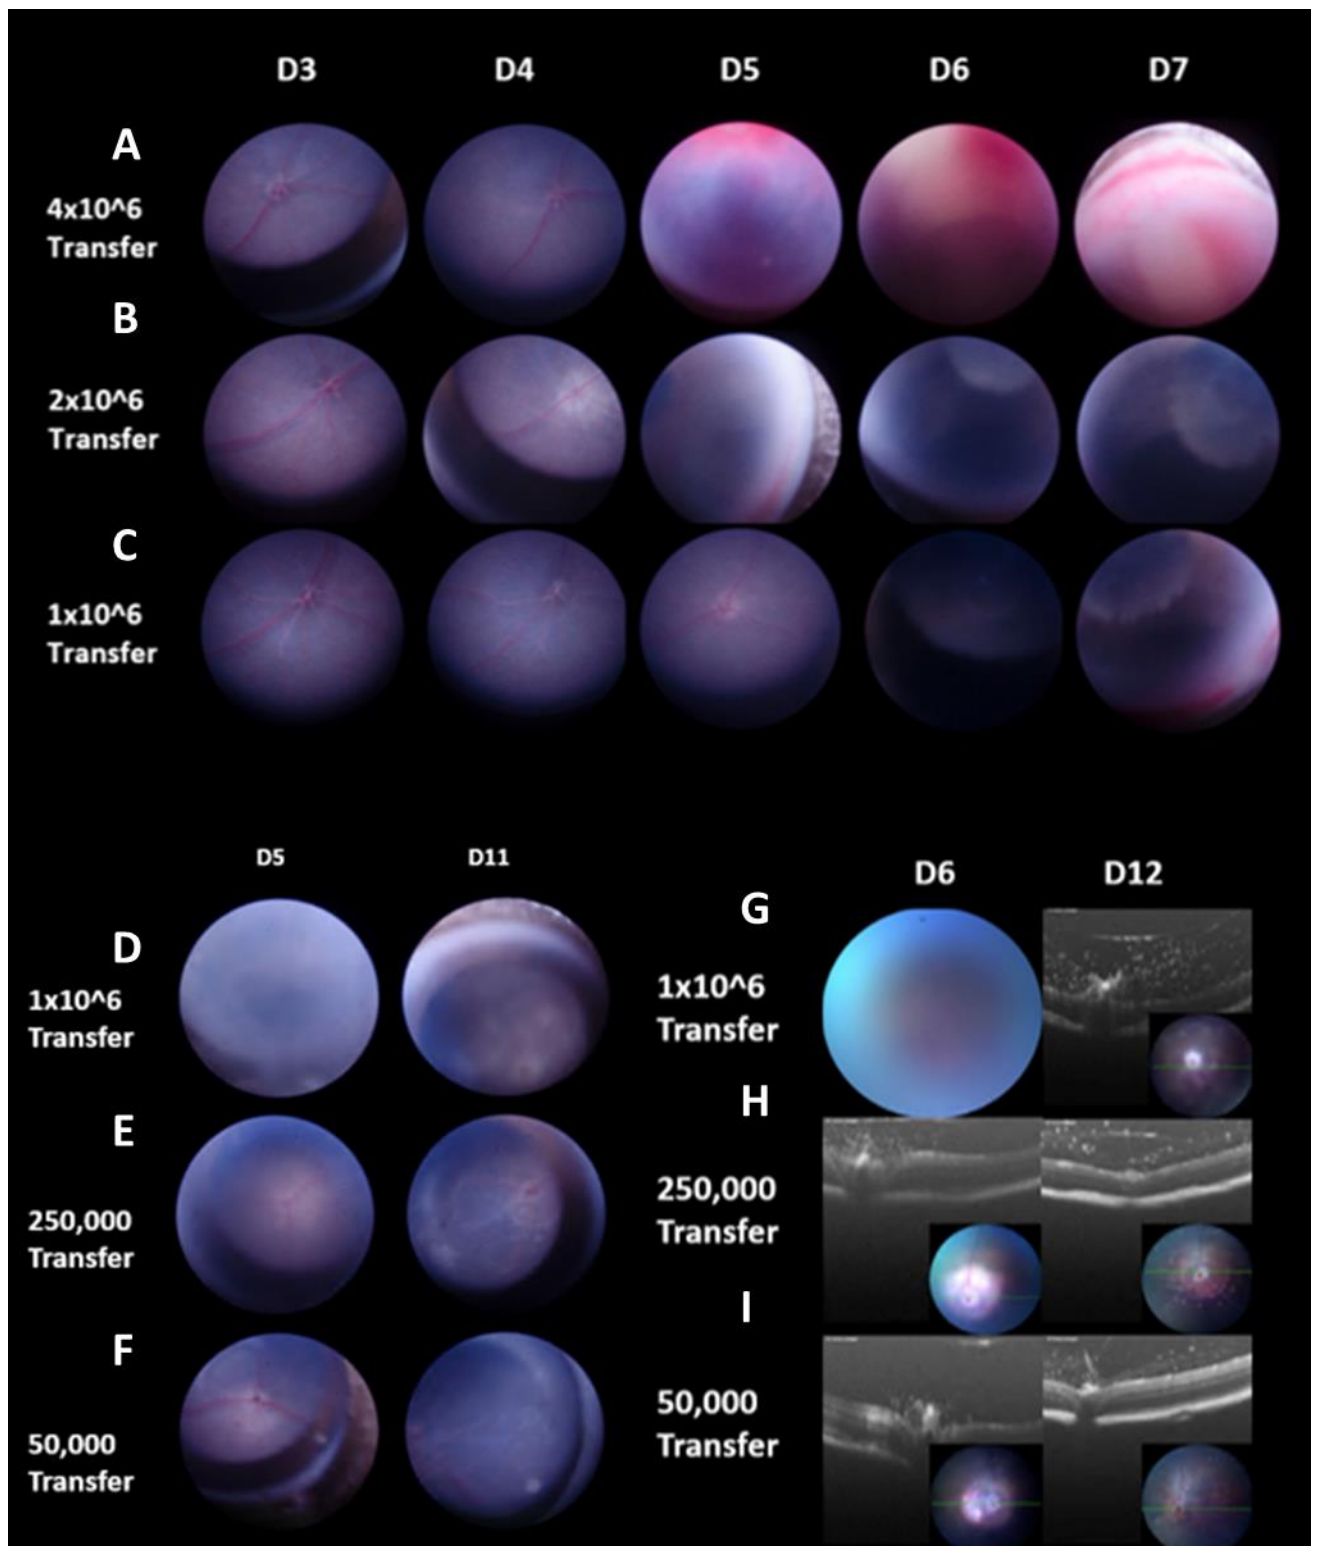 D3 D4 D5 D6 D7
A
4x10^6
Transfer
B
2x10^6
Transfer
C
1x10^6
Transfer
D5 D11
D
1x10^6
Transfer
E
250,000
Transfer
F
50,000
Transfer
D6 D12
G
1x10^6
Transfer
H
250,000
Transfer
I
50,000
Transfer